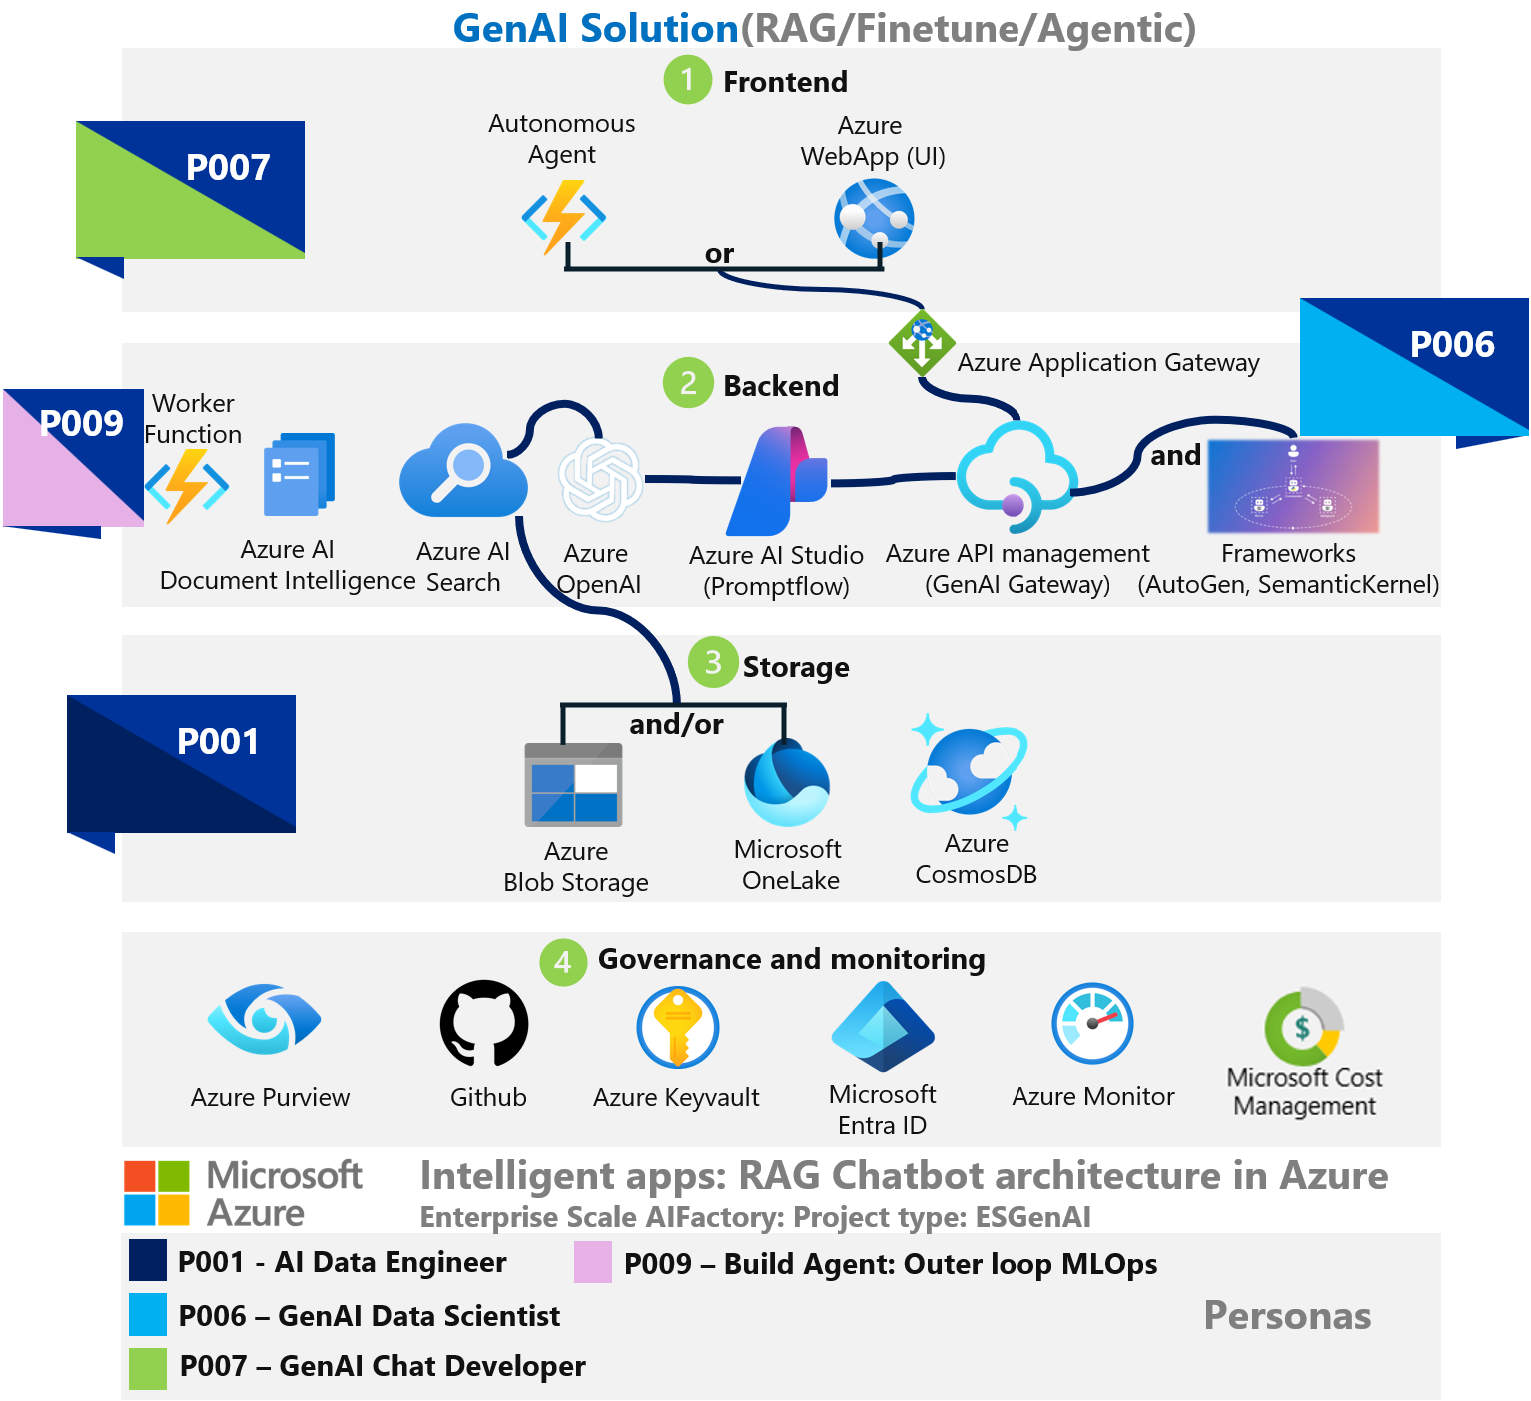 GenAI Solution(RAG/Finetune/Agentic)
1 Frontend
Autonomous
Agent
Azure
WebApp (UI)
P007
or
P006
Azure Application Gateway
2 Backend
P009
Worker
Function
and
Azure AI
Document Intelligence
Azure AI
Search
Azure
OpenAI
Azure AI Studio
(Promptflow)
Azure API management
(GenAI Gateway)
Frameworks
(AutoGen, SemanticKernel)
3 Storage
P001
and/or
Azure
Blob Storage
Microsoft
OneLake
Azure
CosmosDB
4 Governance and monitoring
Azure Purview
Github
Azure Keyvault
Microsoft
Entra ID
Azure Monitor
$
Microsoft Cost
Management
Microsoft
Azure
Intelligent apps: RAG Chatbot architecture in Azure
Enterprise Scale AIFactory: Project type: ESGenAI
P001 - AI Data Engineer
P009 – Build Agent: Outer loop MLOps
P006 – GenAI Data Scientist
Personas
P007 – GenAI Chat Developer